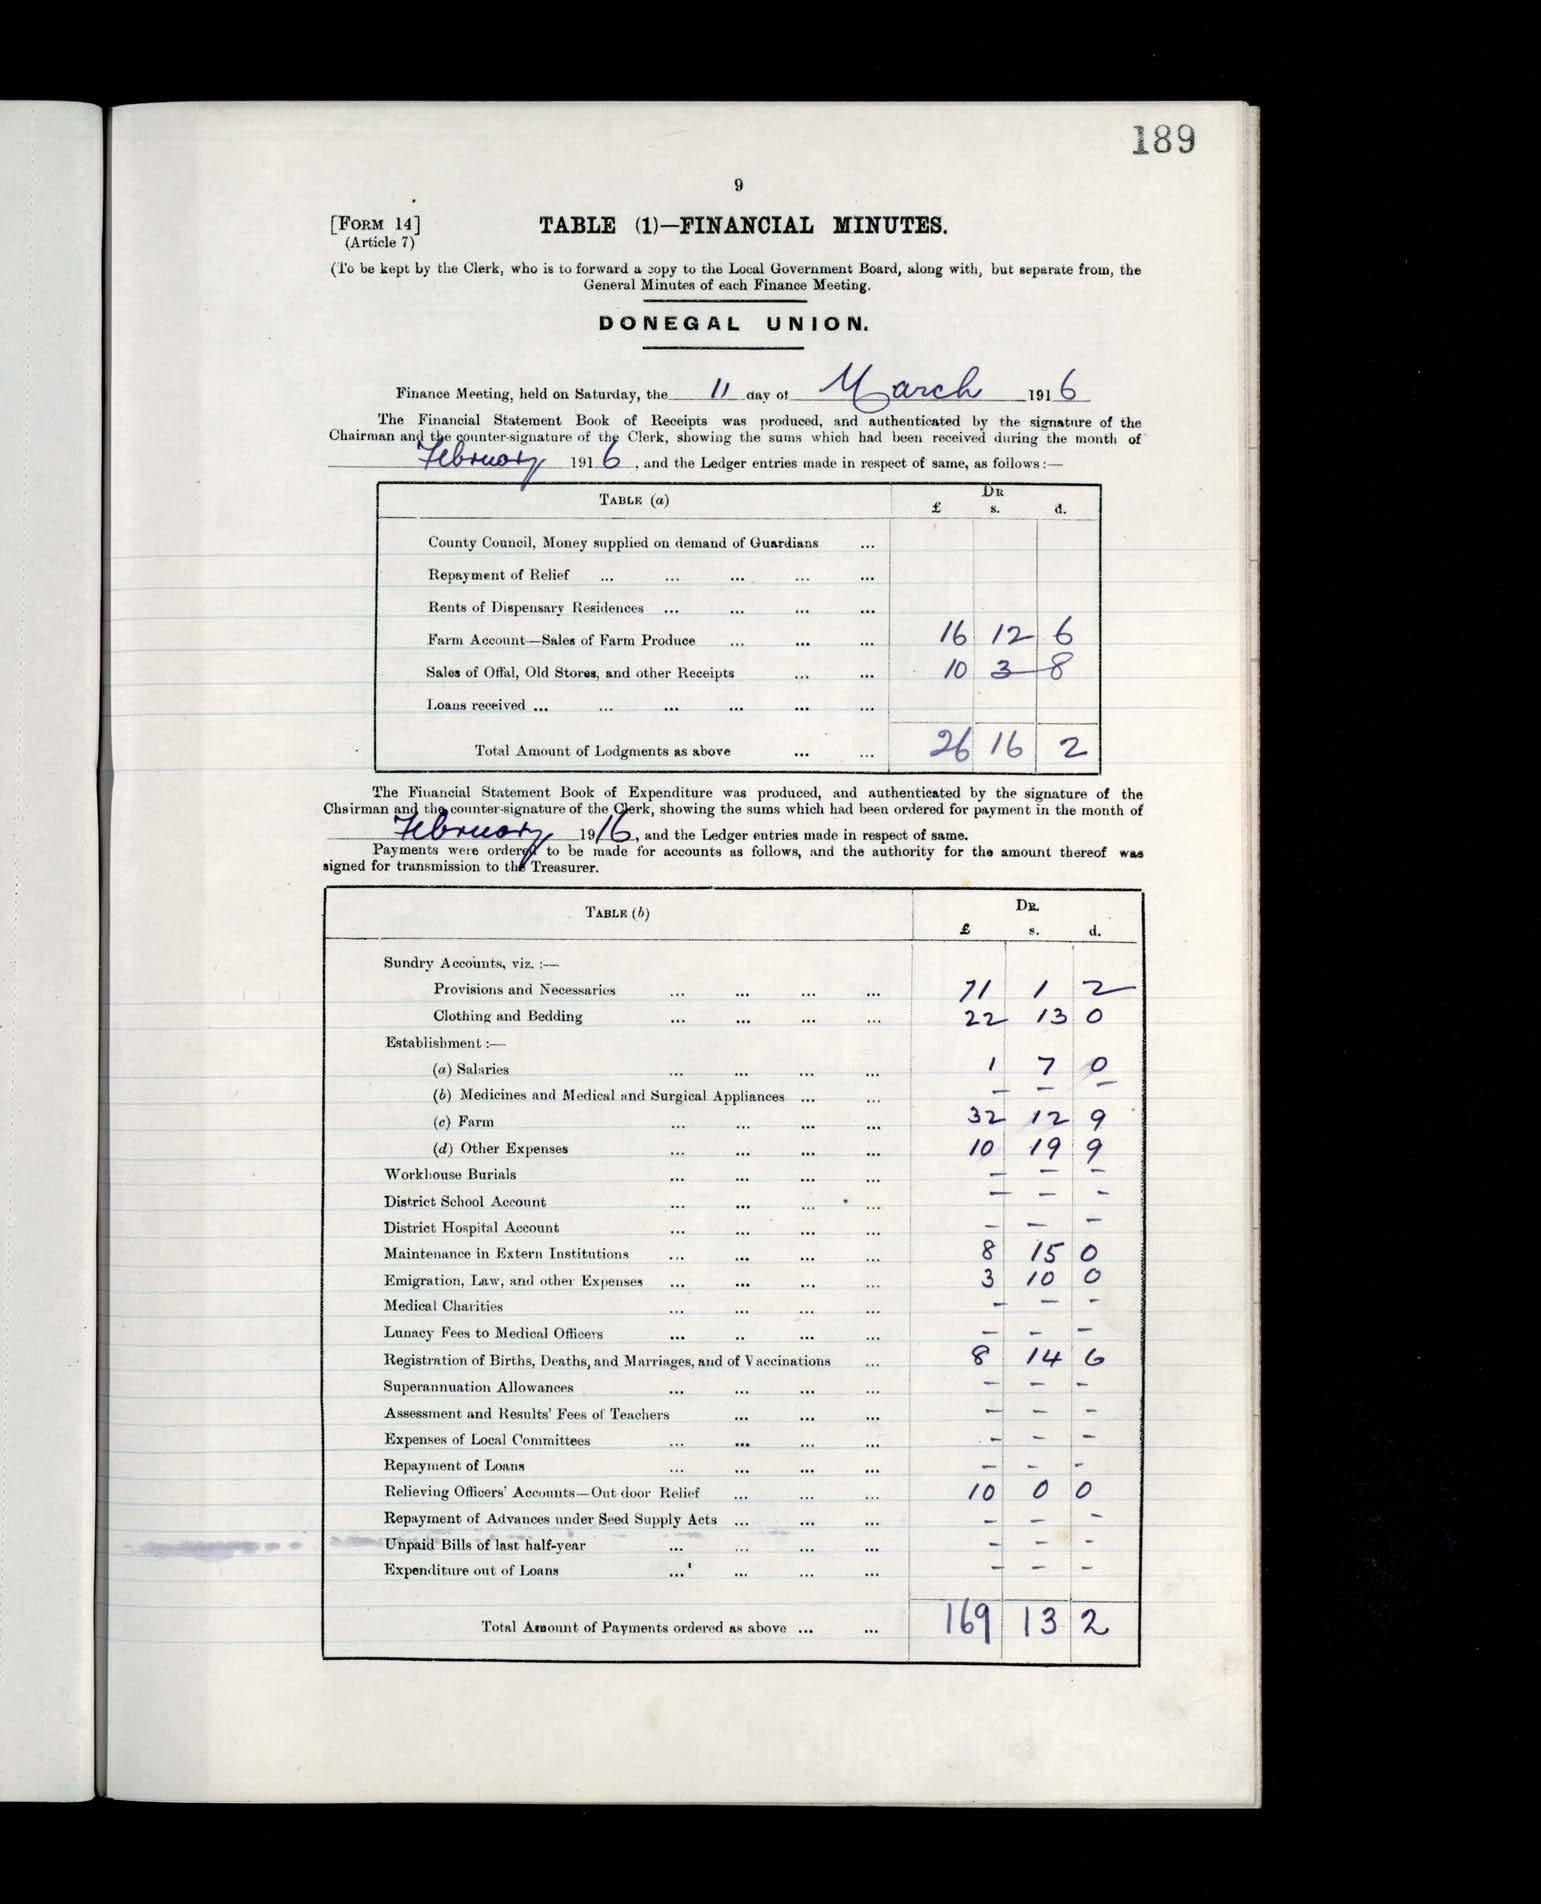 189
9
[FORM 14] TABLE (1)—FINANCIAL MINUTES.
(Article 7)
(To be kept by the Clerk, who is to forward a copy to the Local Government Board, along with, but separate from, the
General Minutes of each Finance Meeting.
DONEGAL UNION.
Finance Meeting, held on Saturday, the 11 day of March 1916
The Financial Statement Book of Receipts was produced, and authenticated by the signature of the
Chairman and the counter-signature of the Clerk, showing the sums which had been received during the month of
February 1916, and the Ledger entries made in respect of same, as follows:—
TABLE (a) DR
£ s. d.
County Council, Money supplied on demand of Guardians ...
Repayment of Relief ... ... ... ... ...
Rents of Dispensary Residences ... ... ... ...
Farm Account—Sales of Farm Produce ... ... ... 16 12 6
Sales of Offal, Old Stores, and other Receipts ... ... 10 3 8
Loans received ... ... ... ... ... ...
Total Amount of Lodgments as above ... ... 26 16 2
The Financial Statement Book of Expenditure was produced, and authenticated by the signature of the
Chairman and the counter-signature of the Clerk, showing the sums which had been ordered for payment in the month of
February 1916, and the Ledger entries made in respect of same.
Payments were ordered to be made for accounts as follows, and the authority for the amount thereof was
signed for transmission to the Treasurer.
TABLE (b) DR.
£ s. d.
Sundry Accounts, viz. :—
Provisions and Necessaries ... ... ... ... 71 1 2
Clothing and Bedding ... ... ... ... 22 13 0
Establishment :—
(a) Salaries ... ... ... ... 1 7 0
(b) Medicines and Medical and Surgical Appliances ... ... — — —
(c) Farm ... ... ... ... 32 12 9
(d) Other Expenses ... ... ... ... 10 19 9
Workhouse Burials ... ... ... ... — — —
District School Account ... ... ... ... — — —
District Hospital Account ... ... ... ... — — —
Maintenance in Extern Institutions ... ... ... ... 8 15 0
Emigration, Law, and other Expenses ... ... ... ... 3 10 0
Medical Charities ... ... ... ... — — —
Lunacy Fees to Medical Officers ... .. ... ... — — —
Registration of Births, Deaths, and Marriages, and of Vaccinations ... 8 14 6
Superannuation Allowances ... ... ... ... — — —
Assessment and Results' Fees of Teachers ... ... ... — — —
Expenses of Local Committees ... ... ... ... — — —
Repayment of Loans ... ... ... ... — — —
Relieving Officers' Accounts—Out door Relief ... ... ... 10 0 0
Repayment of Advances under Seed Supply Acts ... ... ... — — —
Unpaid Bills of last half-year ... ... ... ... — — —
Expenditure out of Loans ... ... ... ... — — —
Total Amount of Payments ordered as above ... ... 169 13 2